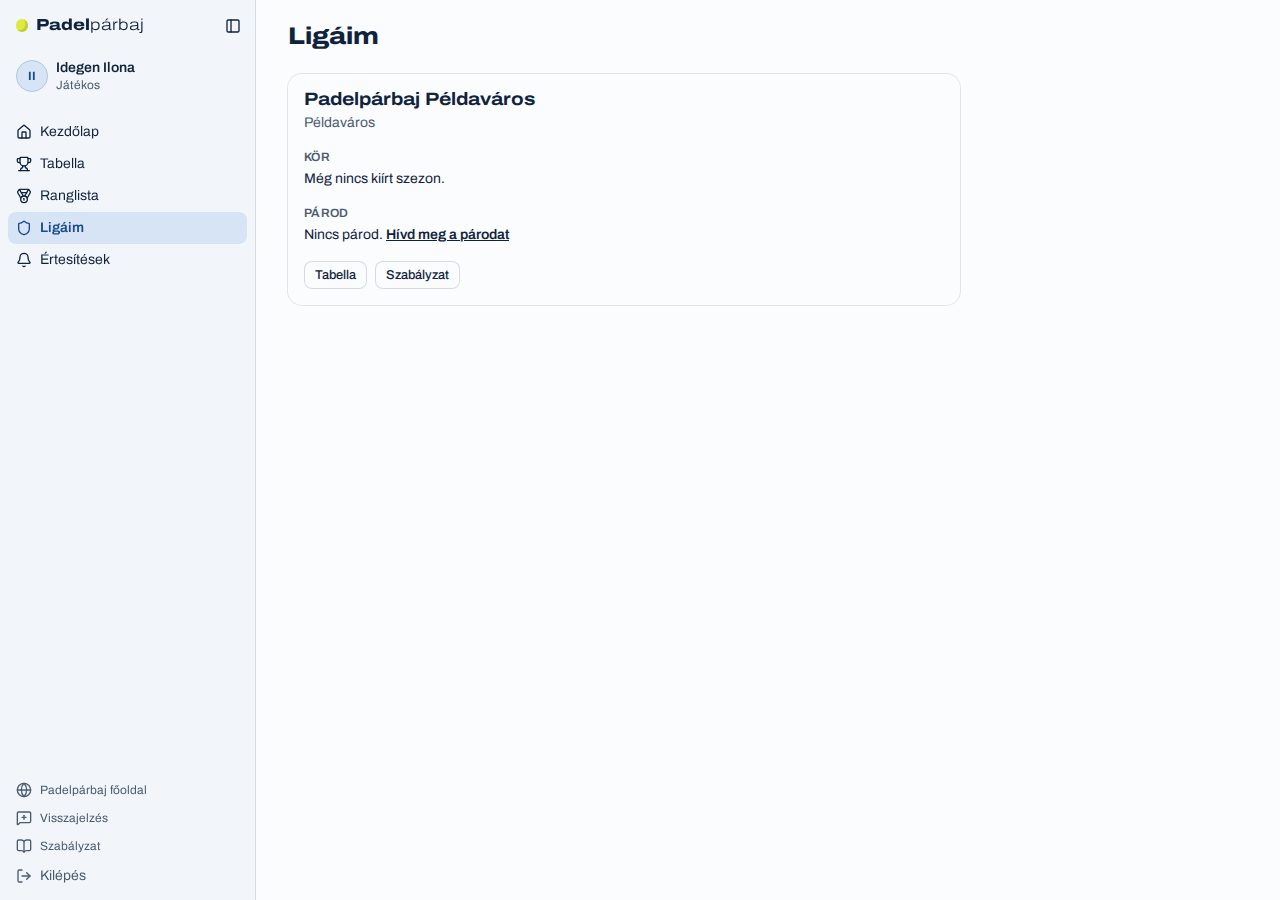 Padelpárbaj
II
Idegen Ilona
Játékos
Kezdőlap
Tabella
Ranglista
Ligáim
Értesítések
Padelpárbaj főoldal
Visszajelzés
Szabályzat
Kilépés
Ligáim
Padelpárbaj Példaváros
Példaváros
KÖR
Még nincs kiírt szezon.
PÁROD
Nincs párod. Hívd meg a párodat
Tabella Szabályzat